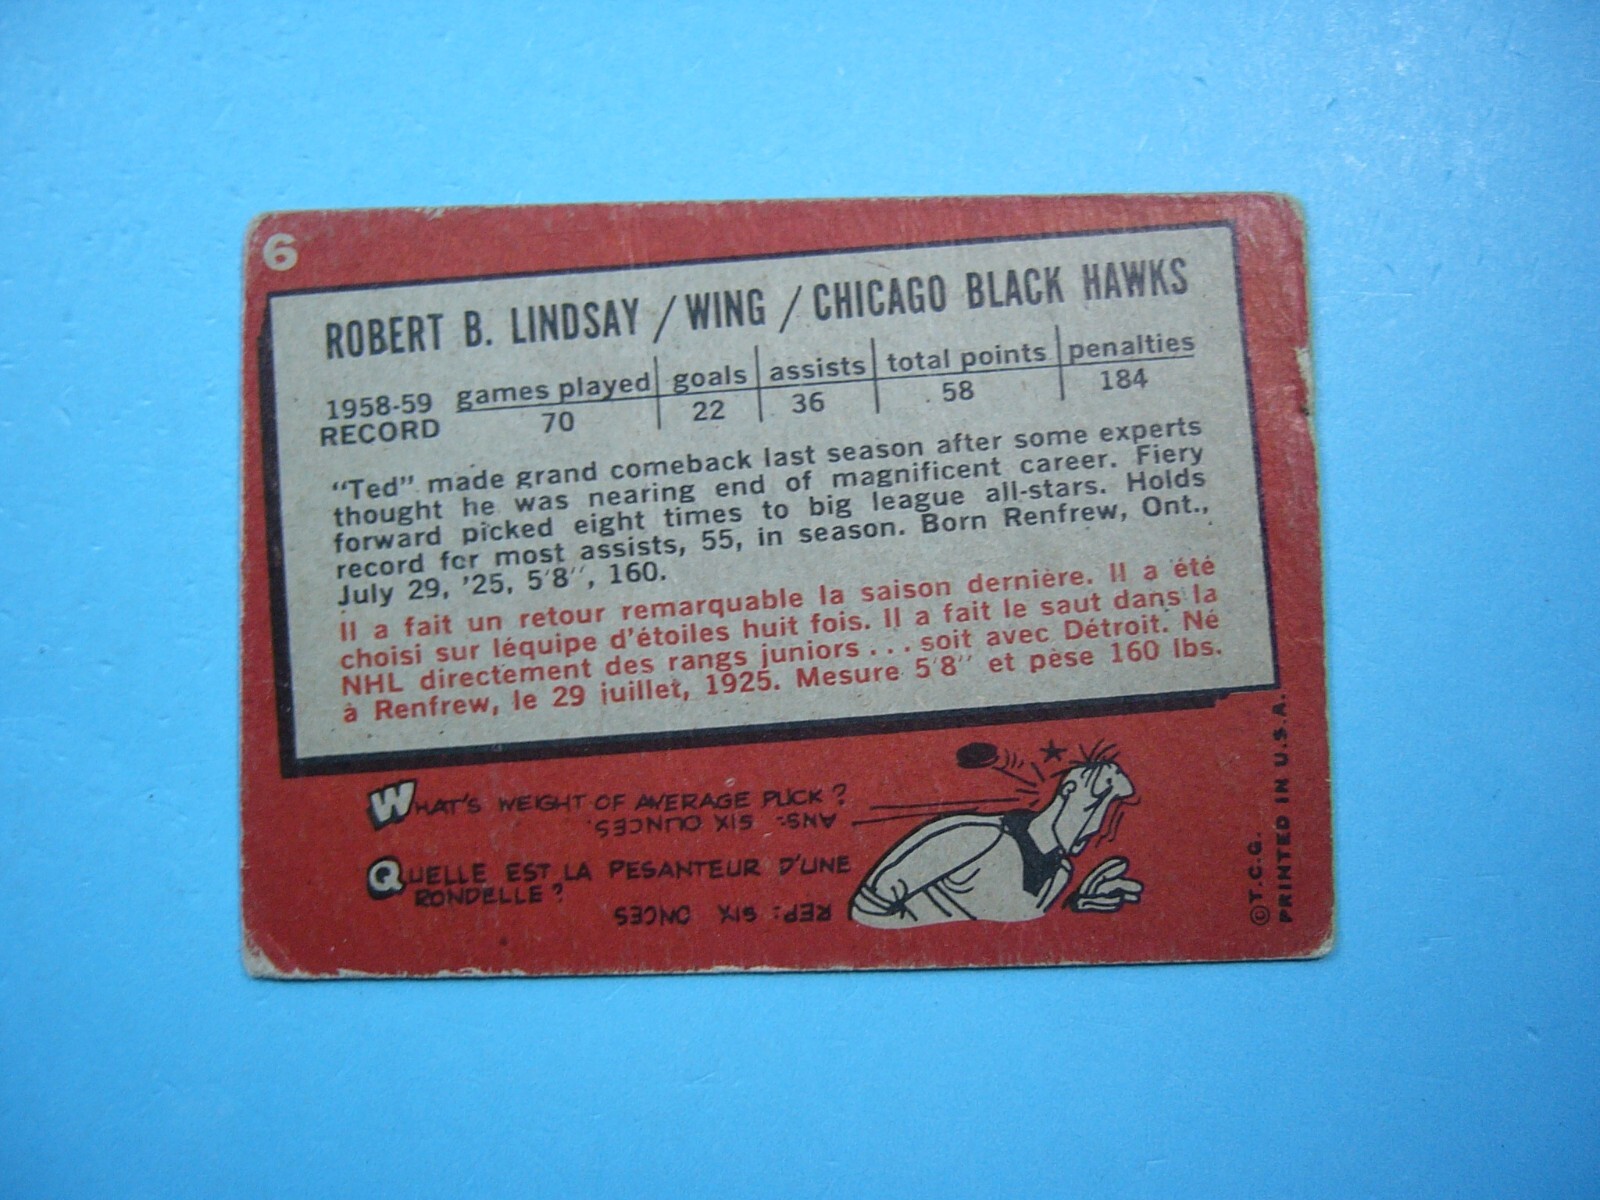 6
ROBERT B. LINDSAY / WING / CHICAGO BLACK HAWKS
1958-59 RECORD
games played | goals | assists | total points | penalties
70 | 22 | 36 | 58 | 184
"Ted" made grand comeback last season after some experts
thought he was nearing end of magnificent career. Fiery
forward picked eight times to big league all-stars. Holds
record for most assists, 55, in season. Born Renfrew, Ont.,
July 29, '25, 5'8'', 160.
Il a fait un retour remarquable la saison dernière. Il a été
choisi sur léquipe d'étoiles huit fois. Il a fait le saut dans la
NHL directement des rangs juniors . . . soit avec Détroit. Né
à Renfrew, le 29 juillet, 1925. Mesure 5'8'' et pèse 160 lbs.
WHAT'S WEIGHT OF AVERAGE PUCK?
ANS: SIX OUNCES.
QUELLE EST LA PESANTEUR D'UNE
RONDELLE?
REP: SIX ONCES
©T.C.G.
PRINTED IN U.S.A.